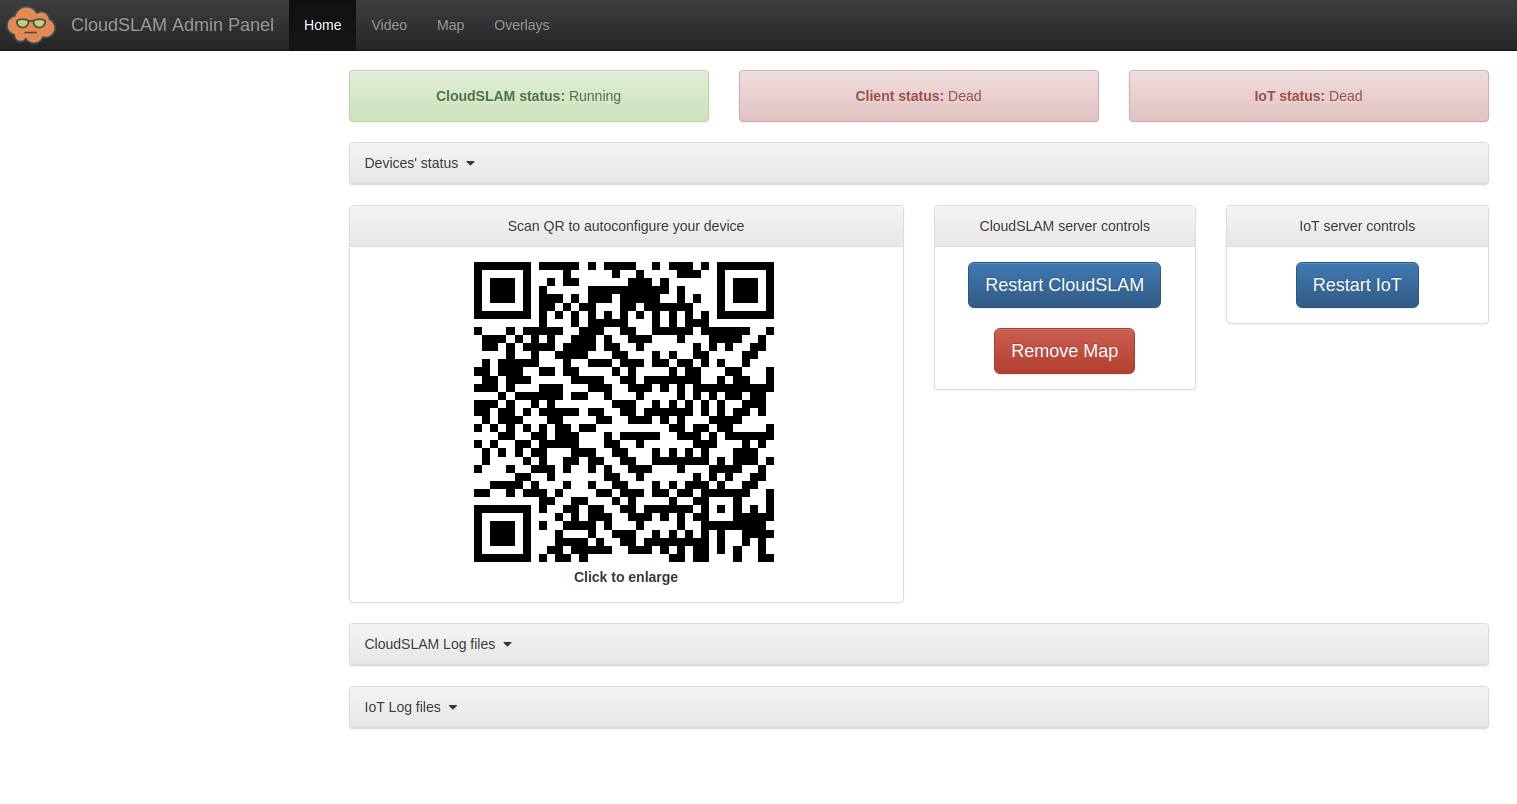 CloudSLAM Admin Panel Home Video Map Overlays
CloudSLAM status: Running
Client status: Dead
IoT status: Dead
Devices' status
Scan QR to autoconfigure your device
Click to enlarge
CloudSLAM server controls
Restart CloudSLAM
Remove Map
IoT server controls
Restart IoT
CloudSLAM Log files
IoT Log files